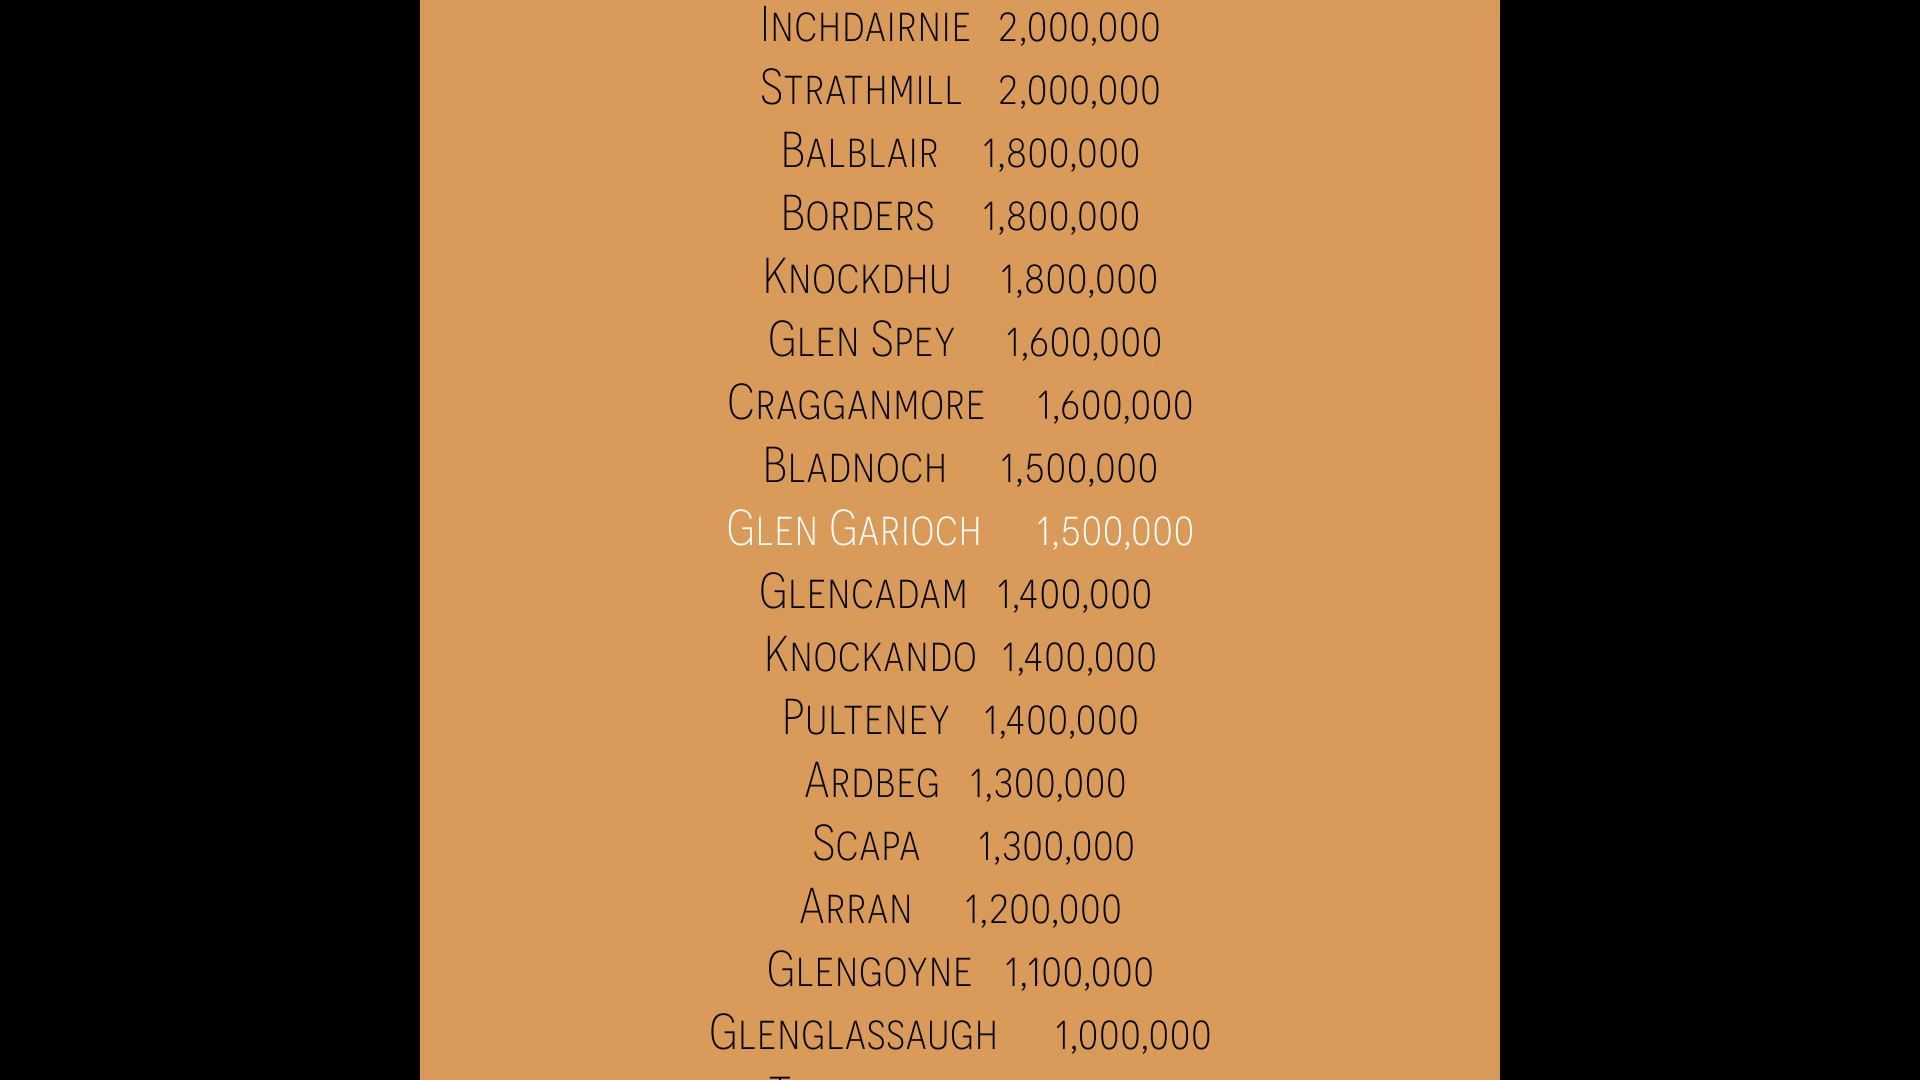 Inchdairnie 2,000,000
Strathmill 2,000,000
Balblair 1,800,000
Borders 1,800,000
Knockdhu 1,800,000
Glen Spey 1,600,000
Cragganmore 1,600,000
Bladnoch 1,500,000
Glen Garioch 1,500,000
Glencadam 1,400,000
Knockando 1,400,000
Pulteney 1,400,000
Ardbeg 1,300,000
Scapa 1,300,000
Arran 1,200,000
Glengoyne 1,100,000
Glenglassaugh 1,000,000